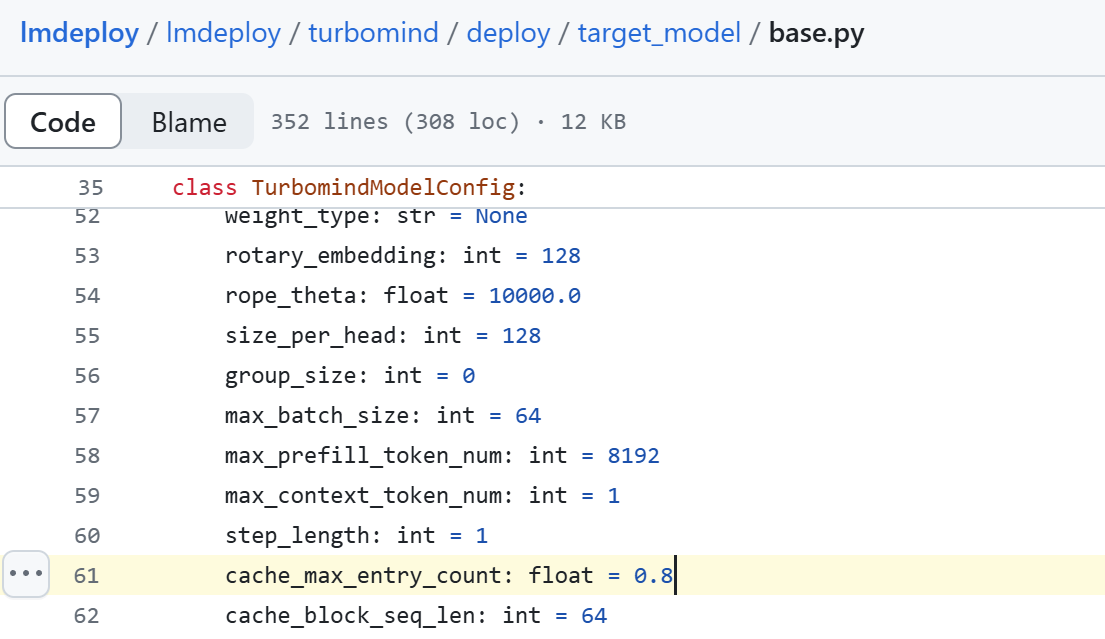 lmdeploy / lmdeploy / turbomind / deploy / target_model / base.py
Code Blame 352 lines (308 loc) · 12 KB
35 class TurbomindModelConfig:
52 weight_type: str = None
53 rotary_embedding: int = 128
54 rope_theta: float = 10000.0
55 size_per_head: int = 128
56 group_size: int = 0
57 max_batch_size: int = 64
58 max_prefill_token_num: int = 8192
59 max_context_token_num: int = 1
60 step_length: int = 1
61 cache_max_entry_count: float = 0.8
62 cache_block_seq_len: int = 64